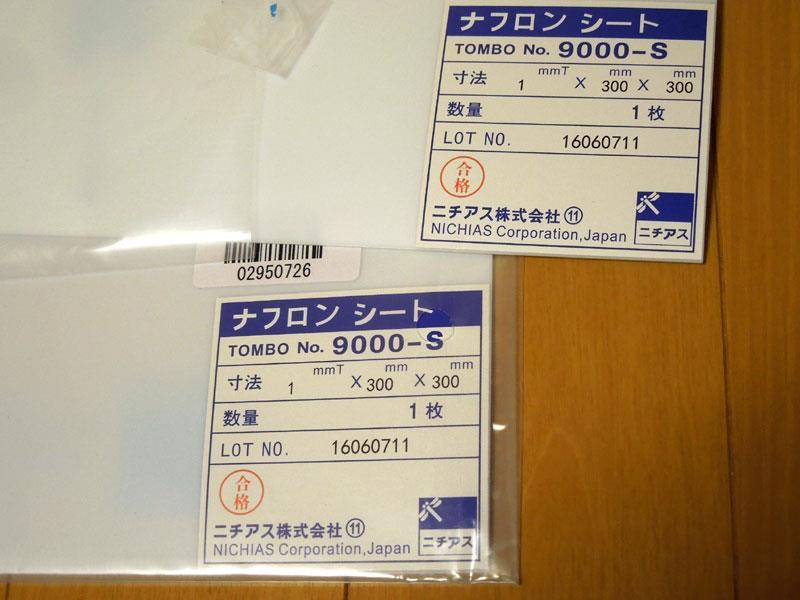 ナフロン シート
TOMBO No. 9000-S
寸法 1 mmT X 300 mm X 300 mm
数量 1枚
LOT NO. 16060711
合格
ニチアス株式会社 ⑪
NICHIAS Corporation,Japan
ニチアス
02950726
ナフロン シート
TOMBO No. 9000-S
寸法 1 mmT X 300 mm X 300 mm
数量 1枚
LOT NO. 16060711
合格
ニチアス株式会社 ⑪
NICHIAS Corporation,Japan
ニチアス